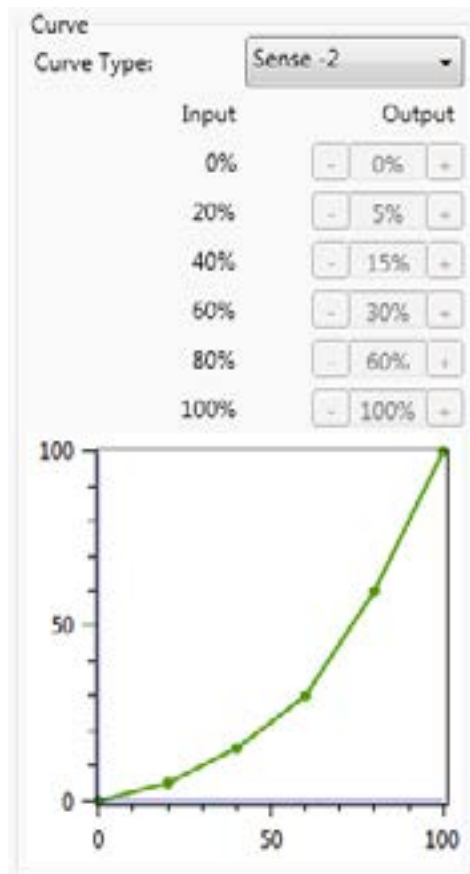 Curve
Curve Type: Sense -2
Input Output
0% - 0% +
20% - 5% +
40% - 15% +
60% - 30% +
80% - 60% +
100% - 100% +
100
50
0
0 50 100